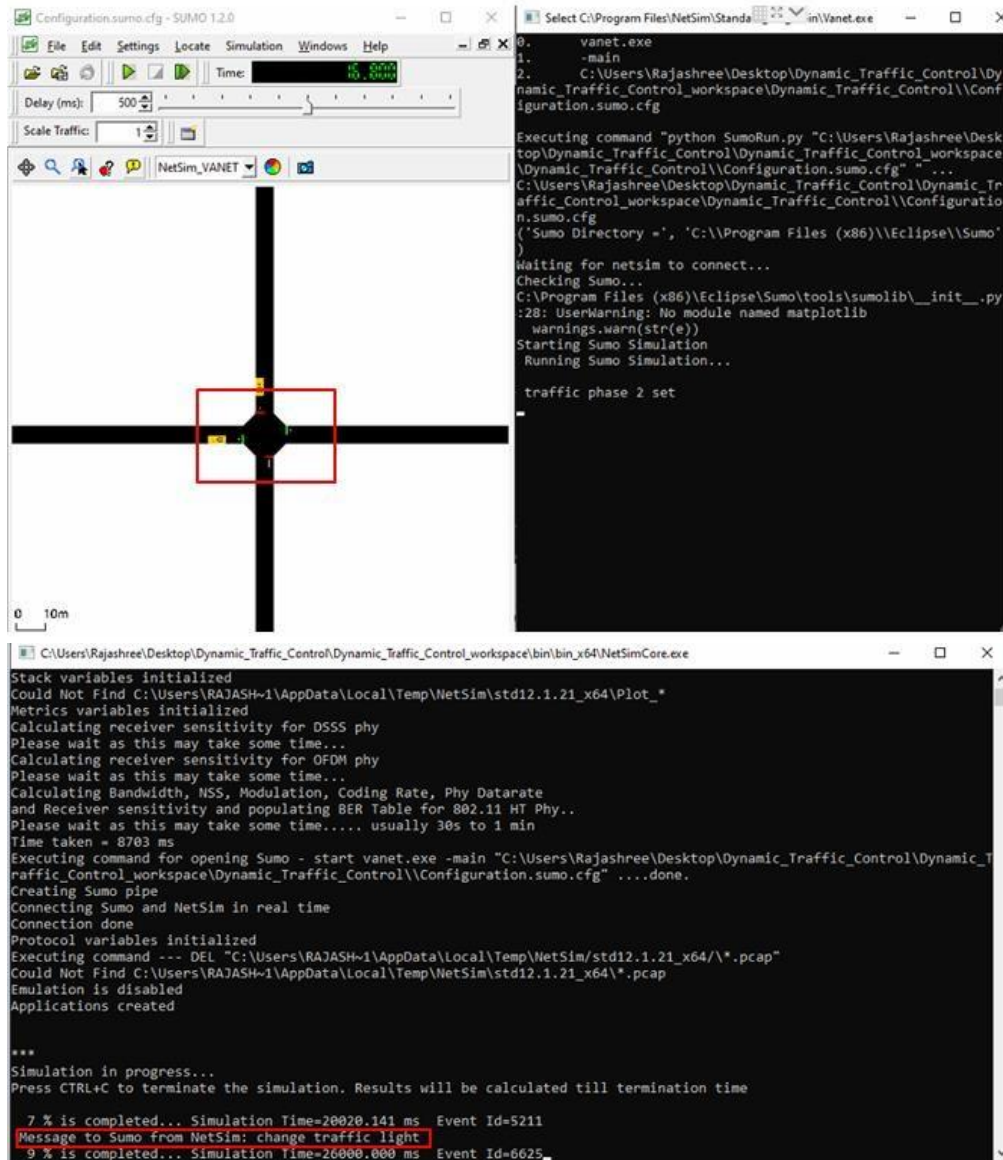 Configuration.sumo.cfg - SUMO 1.2.0
File Edit Settings Locate Simulation Windows Help
Time:
Delay (ms): 500
Scale Traffic: 1
NetSim_VANET
0 10m
Select C:\Program Files\NetSim\Standa in\Vanet.exe
0. vanet.exe
1. -main
2. C:\Users\Rajashree\Desktop\Dynamic_Traffic_Control\Dy
namic_Traffic_Control_workspace\Dynamic_Traffic_Control\\Conf
iguration.sumo.cfg
Executing command "python SumoRun.py "C:\Users\Rajashree\Desk
top\Dynamic_Traffic_Control\Dynamic_Traffic_Control_workspace
\Dynamic_Traffic_Control\\Configuration.sumo.cfg" " ...
C:\Users\Rajashree\Desktop\Dynamic_Traffic_Control\Dynamic_Tr
affic_Control_workspace\Dynamic_Traffic_Control\\Configuratio
n.sumo.cfg
('Sumo Directory =', 'C:\\Program Files (x86)\\Eclipse\\Sumo'
)
Waiting for netsim to connect...
Checking Sumo...
C:\Program Files (x86)\Eclipse\Sumo\tools\sumolib\__init__.py
:28: UserWarning: No module named matplotlib
warnings.warn(str(e))
Starting Sumo Simulation
Running Sumo Simulation...
traffic phase 2 set
C:\Users\Rajashree\Desktop\Dynamic_Traffic_Control\Dynamic_Traffic_Control_workspace\bin\bin_x64\NetSimCore.exe
Stack variables initialized
Could Not Find C:\Users\RAJASH~1\AppData\Local\Temp\NetSim\std12.1.21_x64\Plot_*
Metrics variables initialized
Calculating receiver sensitivity for DSSS phy
Please wait as this may take some time...
Calculating receiver sensitivity for OFDM phy
Please wait as this may take some time...
Calculating Bandwidth, NSS, Modulation, Coding Rate, Phy Datarate
and Receiver sensitivity and populating BER Table for 802.11 HT Phy..
Please wait as this may take some time..... usually 30s to 1 min
Time taken = 8703 ms
Executing command for opening Sumo - start vanet.exe -main "C:\Users\Rajashree\Desktop\Dynamic_Traffic_Control\Dynamic_T
raffic_Control_workspace\Dynamic_Traffic_Control\\Configuration.sumo.cfg" ....done.
Creating Sumo pipe
Connecting Sumo and NetSim in real time
Connection done
Protocol variables initialized
Executing command --- DEL "C:\Users\RAJASH~1\AppData\Local\Temp\NetSim/std12.1.21_x64/\*.pcap"
Could Not Find C:\Users\RAJASH~1\AppData\Local\Temp\NetSim\std12.1.21_x64\*.pcap
Emulation is disabled
Applications created
***
Simulation in progress...
Press CTRL+C to terminate the simulation. Results will be calculated till termination time
7 % is completed... Simulation Time=20020.141 ms Event Id=5211
Message to Sumo from NetSim: change traffic light
9 % is completed... Simulation Time=26000.000 ms Event Id=6625